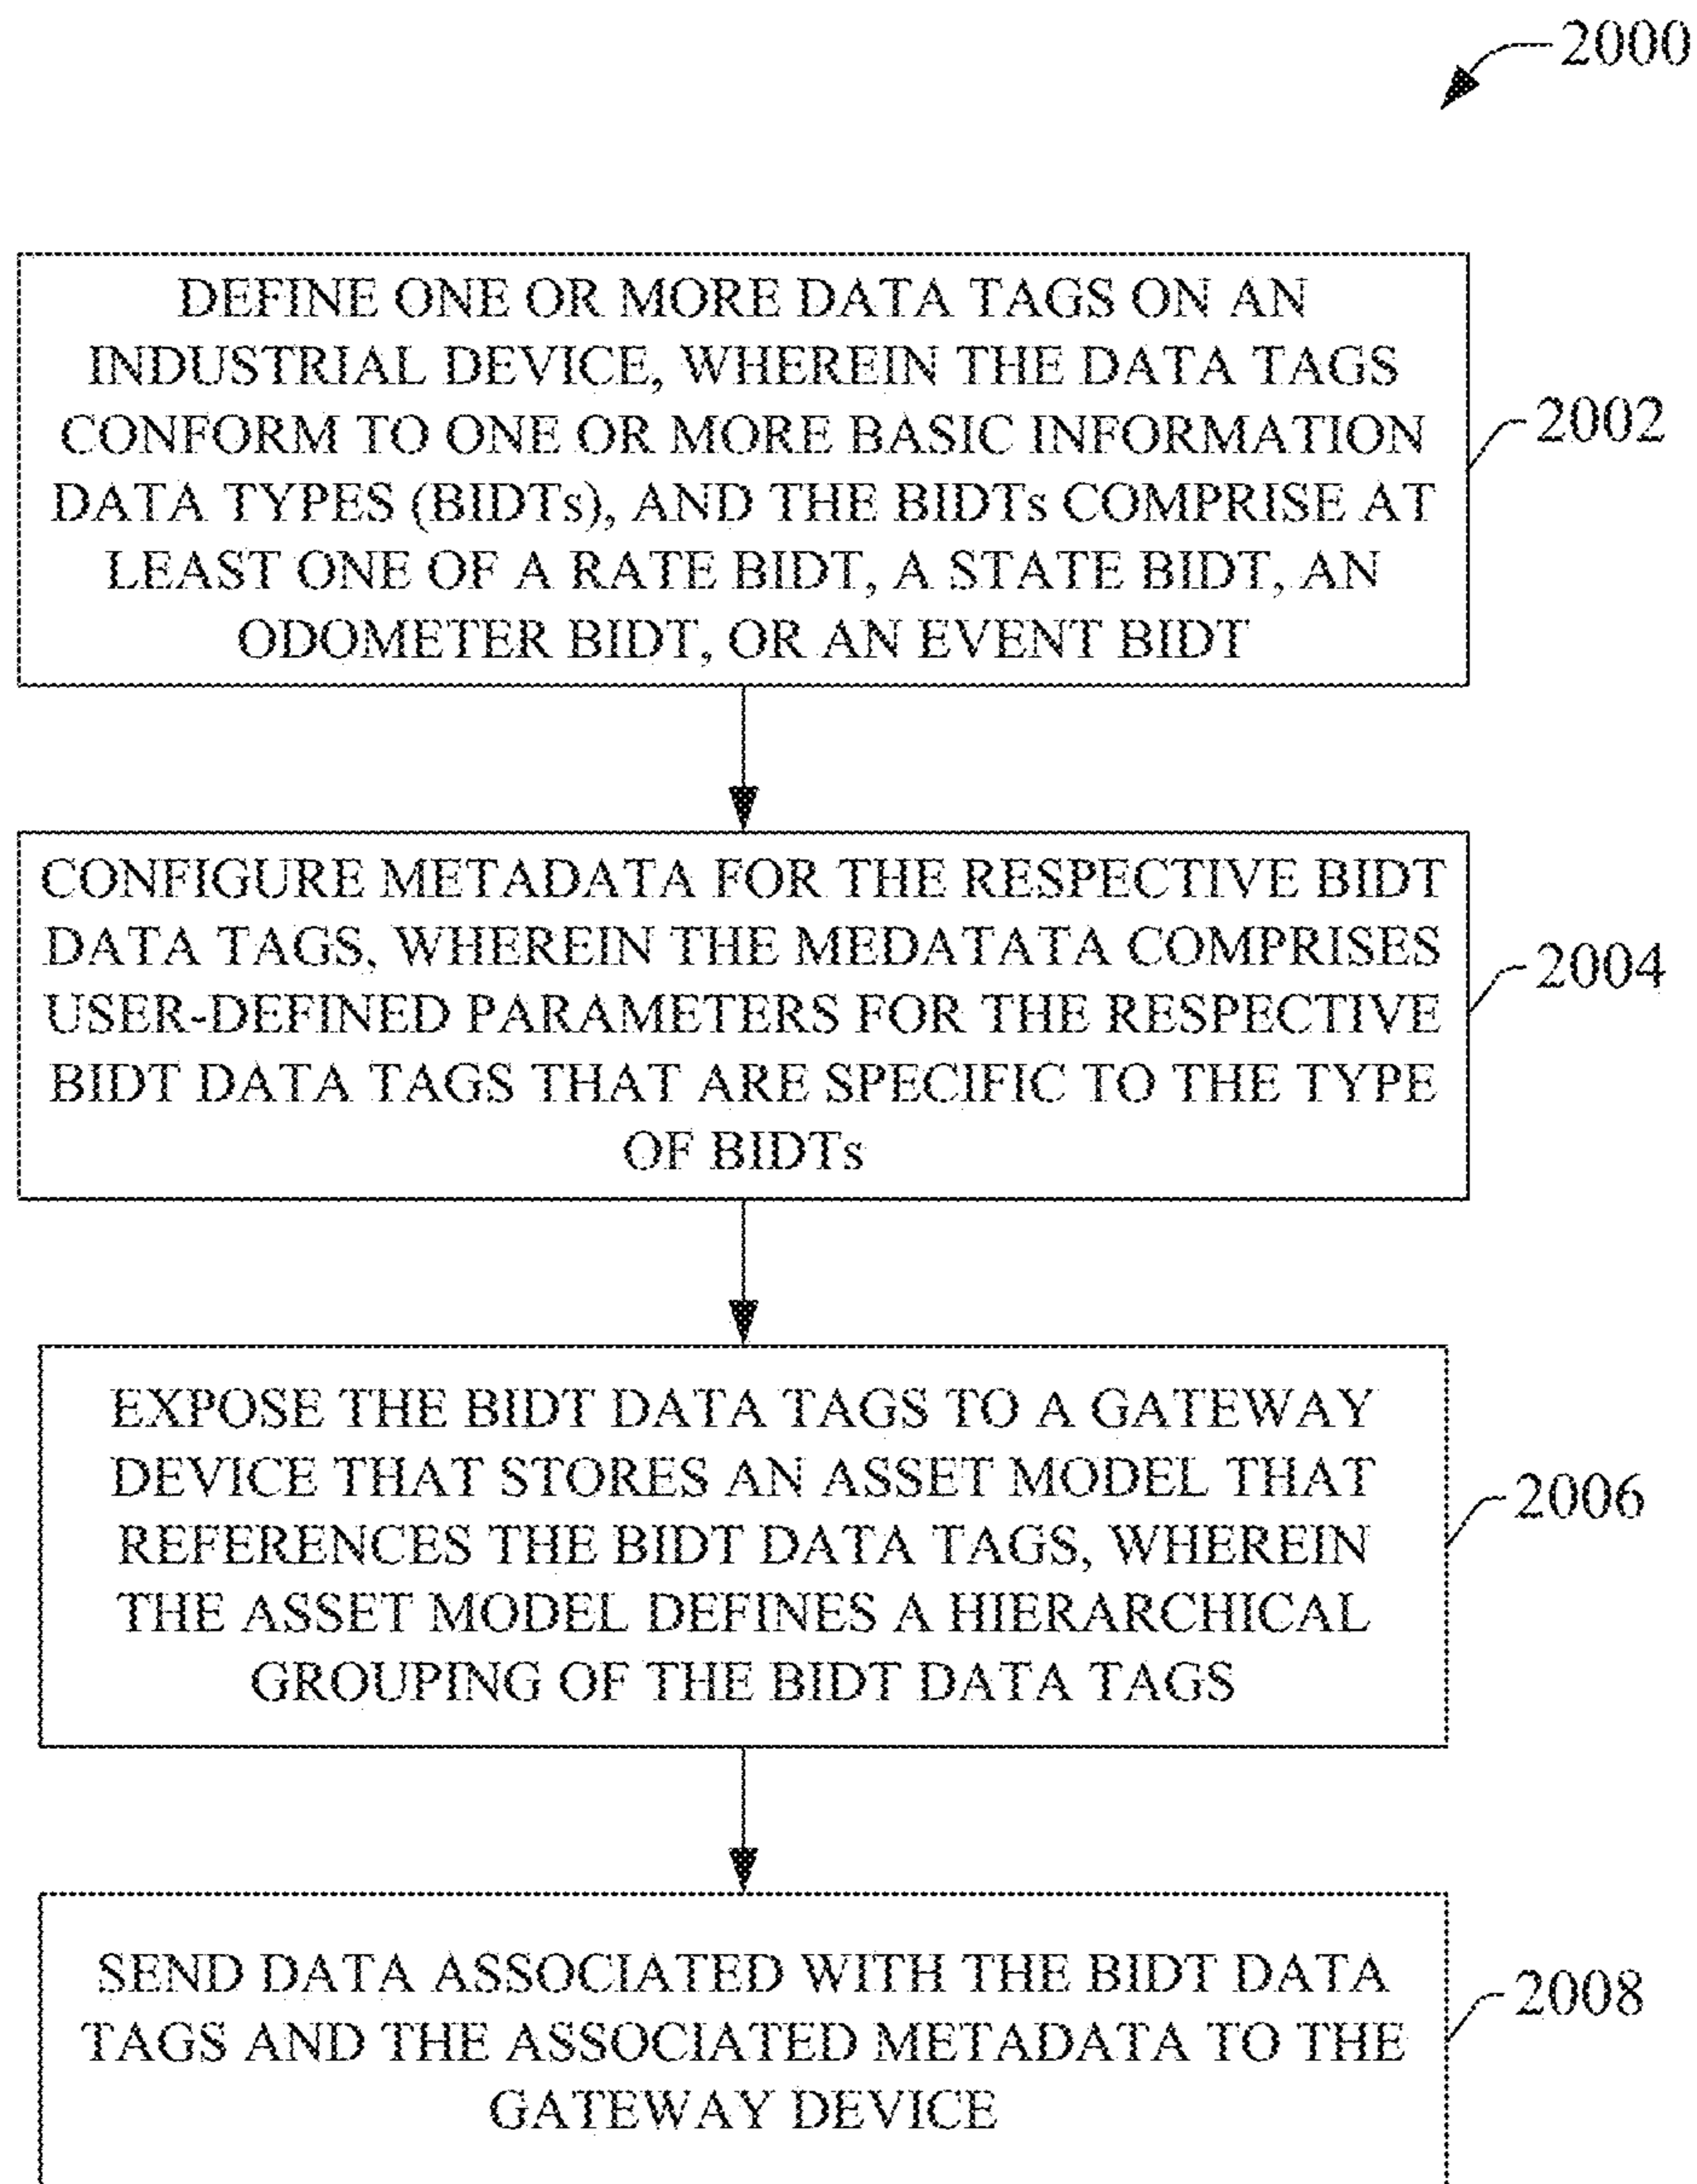 2000
DEFINE ONE OR MORE DATA TAGS ON AN
INDUSTRIAL DEVICE, WHEREIN THE DATA TAGS
CONFORM TO ONE OR MORE BASIC INFORMATION
DATA TYPES (BIDTs), AND THE BIDTs COMPRISE AT
LEAST ONE OF A RATE BIDT, A STATE BIDT, AN
ODOMETER BIDT, OR AN EVENT BIDT
2002
CONFIGURE METADATA FOR THE RESPECTIVE BIDT
DATA TAGS, WHEREIN THE MEDATATA COMPRISES
USER-DEFINED PARAMETERS FOR THE RESPECTIVE
BIDT DATA TAGS THAT ARE SPECIFIC TO THE TYPE
OF BIDTs
2004
EXPOSE THE BIDT DATA TAGS TO A GATEWAY
DEVICE THAT STORES AN ASSET MODEL THAT
REFERENCES THE BIDT DATA TAGS, WHEREIN
THE ASSET MODEL DEFINES A HIERARCHICAL
GROUPING OF THE BIDT DATA TAGS
2006
SEND DATA ASSOCIATED WITH THE BIDT DATA
TAGS AND THE ASSOCIATED METADATA TO THE
GATEWAY DEVICE
2008